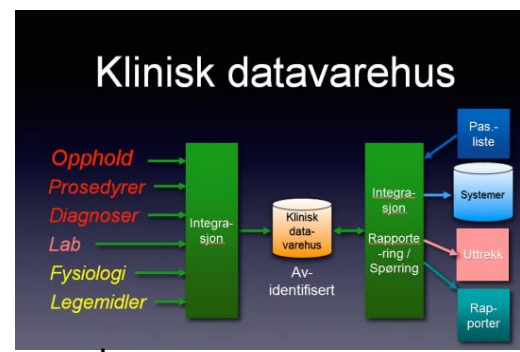 Klinisk datavarehus
Opphold
Prosedyrer
Diagnoser
Lab
Fysiologi
Legemidler
Integra-
sjon
Klinisk
data-
varehus
Av-
identifisert
Integra-
sjon
Rapporte
-ring /
Spørring
Pas.-
liste
Systemer
Uttrekk
Rap-
porter